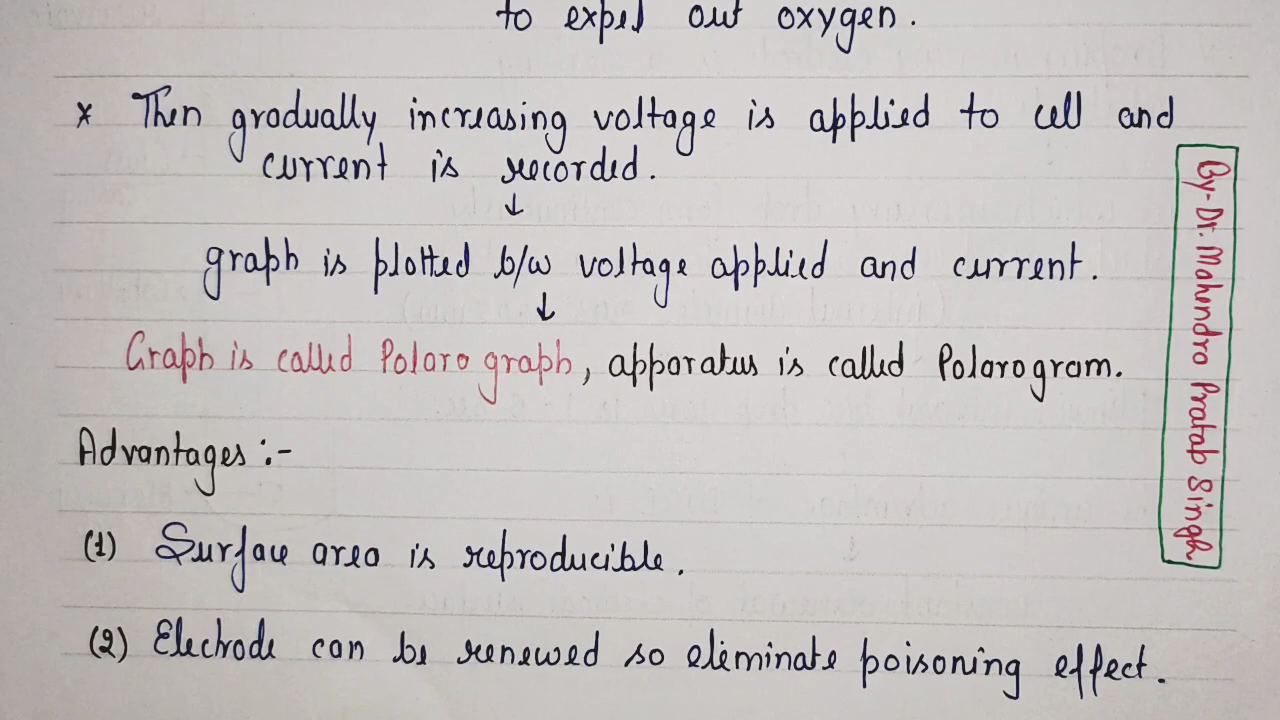 to expel out oxygen.
* Then gradually increasing voltage is applied to cell and
current is recorded.
↓
graph is plotted b/w voltage applied and current.
↓
Graph is called Polaro graph, apparatus is called Polarogram.
Advantages :-
(1) Surface area is reproducible.
(2) Electrode can be renewed so eliminate poisoning effect.
By- Dr. Mahendra Pratap Singh